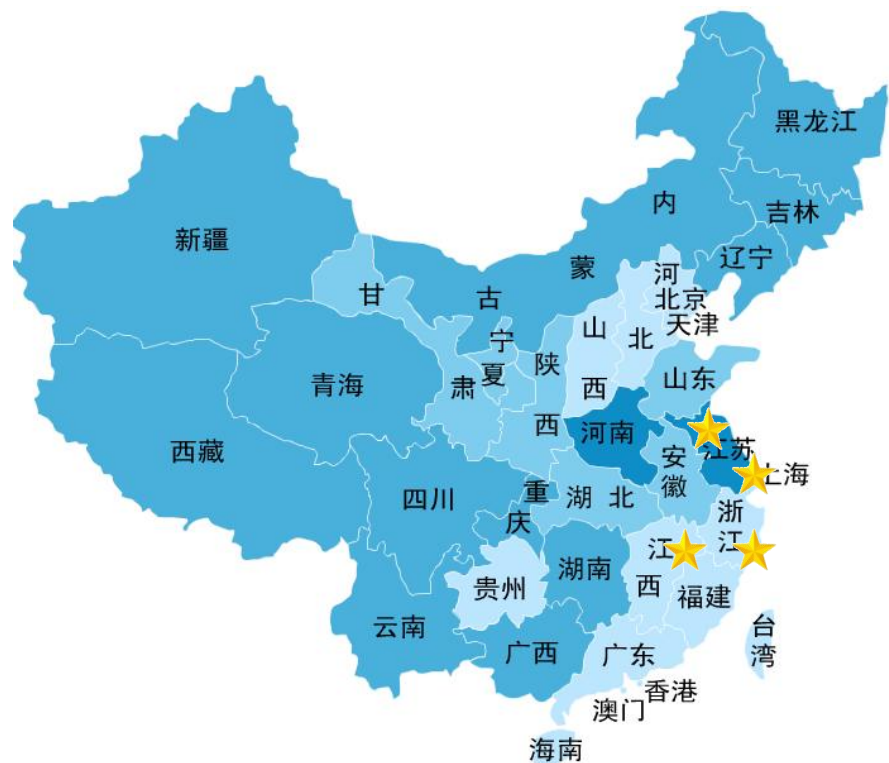 黑龙江
内
吉林
新疆
辽宁
蒙
河
甘
古
北京
天津
宁
山
北
夏
陕
青海
肃
西
山东
西
河南
江苏
西藏
安
上海
徽
四川
重
湖 北
庆
浙
江
江
湖南
贵州
西
福建
云南
台
广西
广东
湾
香港
澳门
海南